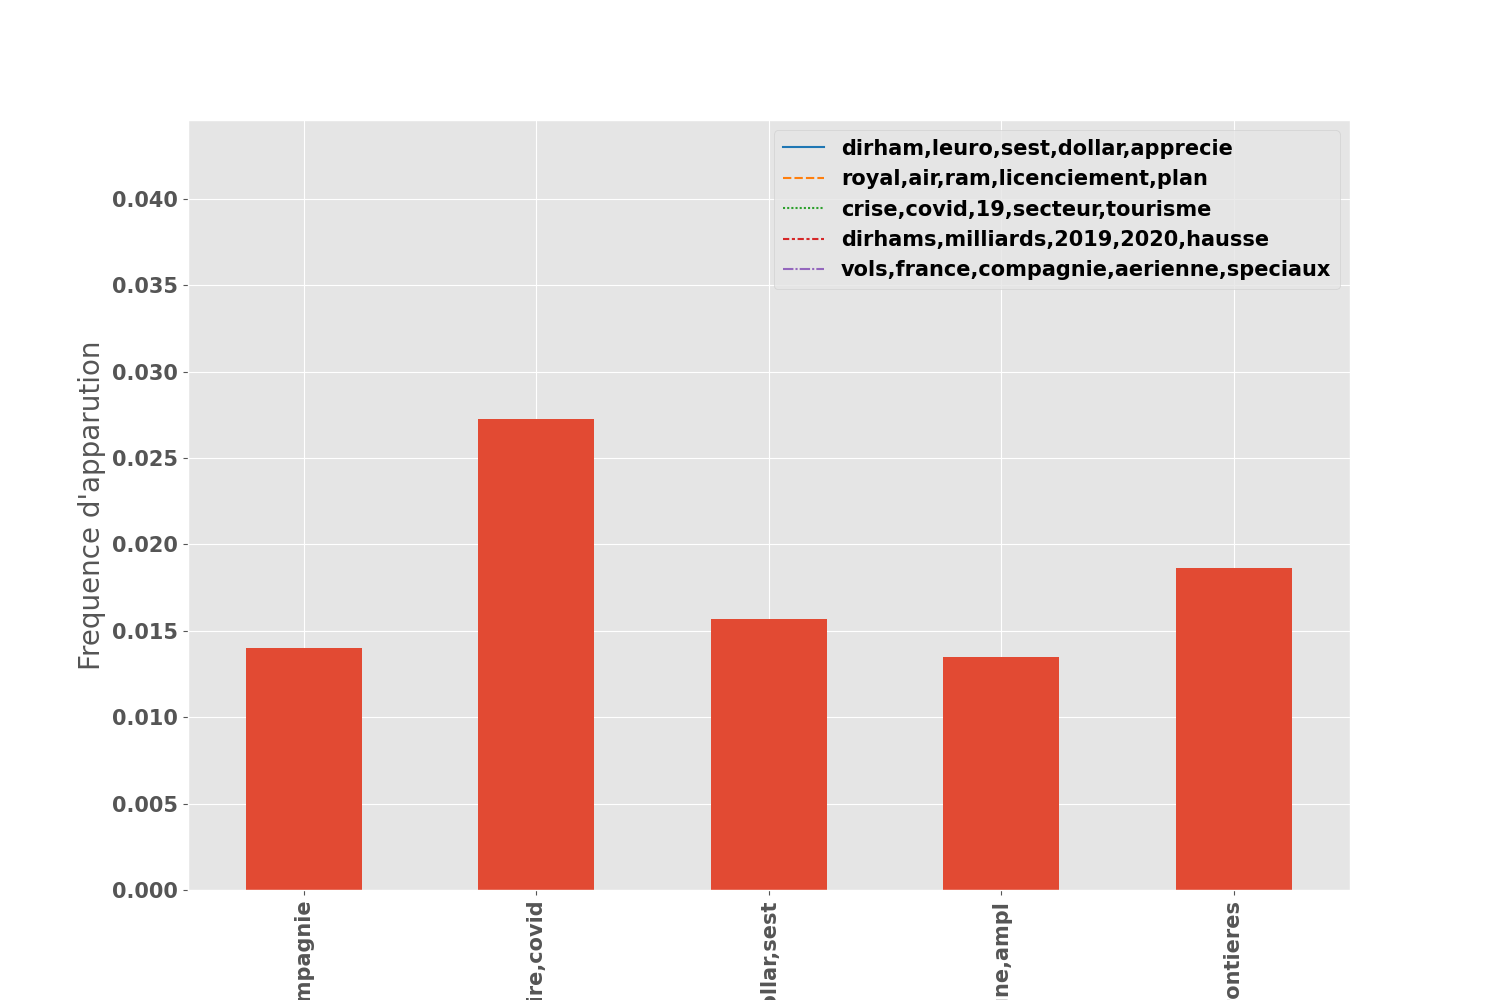 dirham,leuro,sest,dollar,apprecie
royal,air,ram,licenciement,plan
crise,covid,19,secteur,tourisme
dirhams,milliards,2019,2020,hausse
vols,france,compagnie,aerienne,speciaux
Frequence d'apparution
0.040
0.035
0.030
0.025
0.020
0.015
0.010
0.005
0.000
mpagnie
ire,covid
ollar,sest
ne,ampl
ontieres